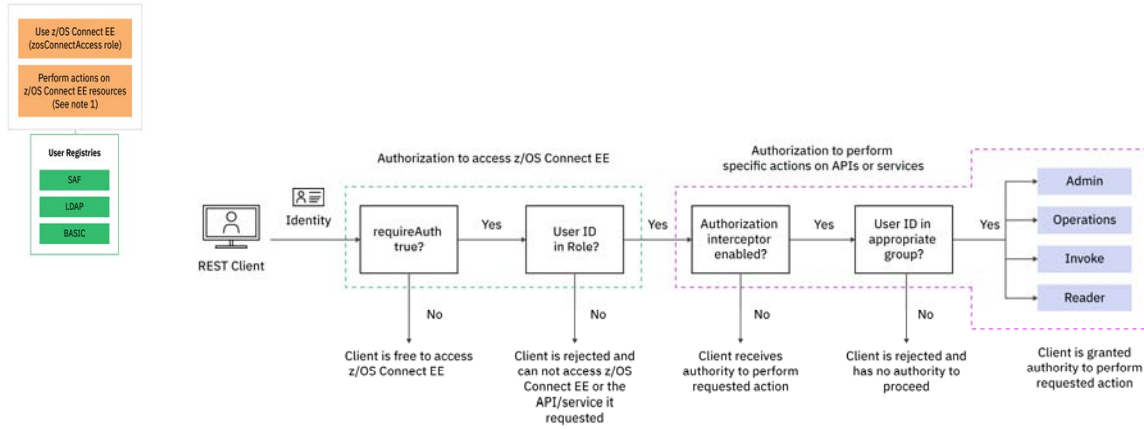 Use z/OS Connect EE
(zosConnectAccess role)
Perform actions on
z/OS Connect EE resources
(See note 1)
User Registries
SAF
LDAP
BASIC
Authorization to access z/OS Connect EE
Authorization to perform
specific actions on APIs or services
REST Client
Identity
requireAuth
true?
Yes
User ID
in Role?
Yes
Authorization
interceptor
enabled?
Yes
User ID in
appropriate
group?
Yes
Admin
Operations
Invoke
Reader
No
No
No
No
Client is free to access
z/OS Connect EE
Client is rejected and
can not access z/OS
Connect EE or the
API/service it
requested
Client receives
authority to perform
requested action
Client is rejected and
has no authority to
proceed
Client is granted
authority to perform
requested action